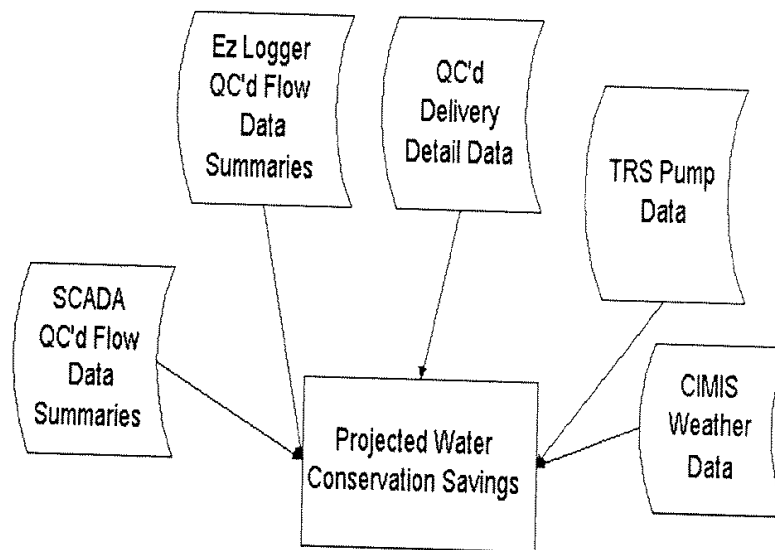 Ez Logger
QC'd Flow
Data
Summaries
QC'd
Delivery
Detail Data
TRS Pump
Data
SCADA
QC'd Flow
Data
Summaries
CIMIS
Weather
Data
Projected Water
Conservation Savings